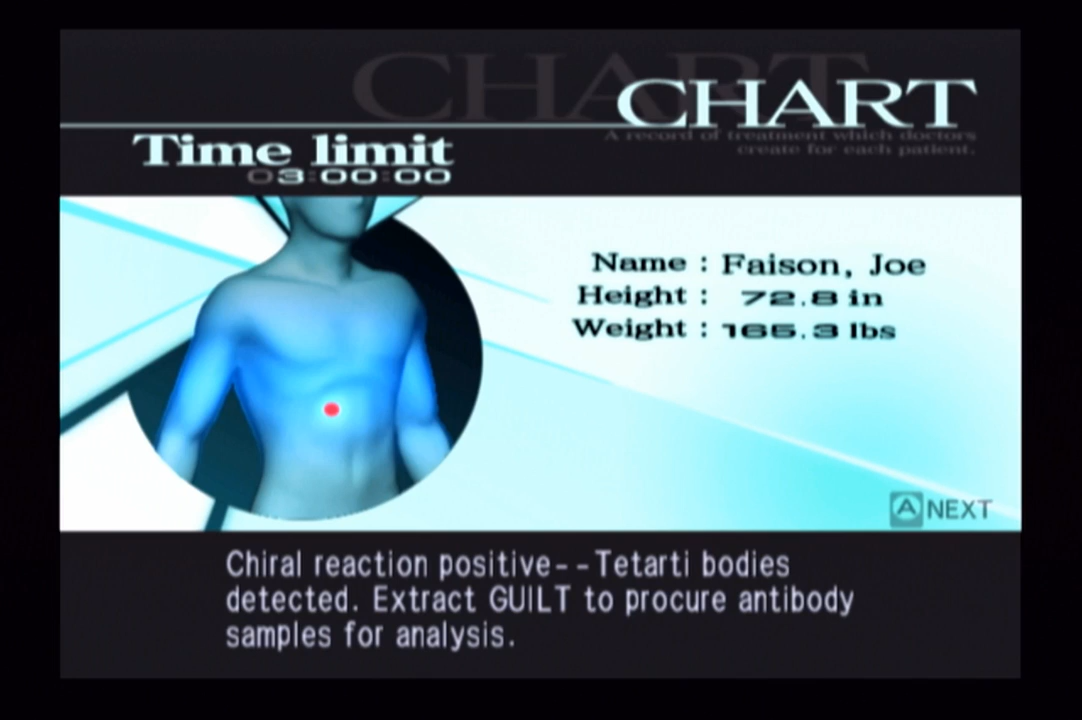 CHART
CHART
A record of treatment which doctors
create for each patient.
Time limit
03:00:00
Name : Faison, Joe
Height : 72.8 in
Weight : 165.3 lbs
A NEXT
Chiral reaction positive--Tetarti bodies
detected. Extract GUILT to procure antibody
samples for analysis.